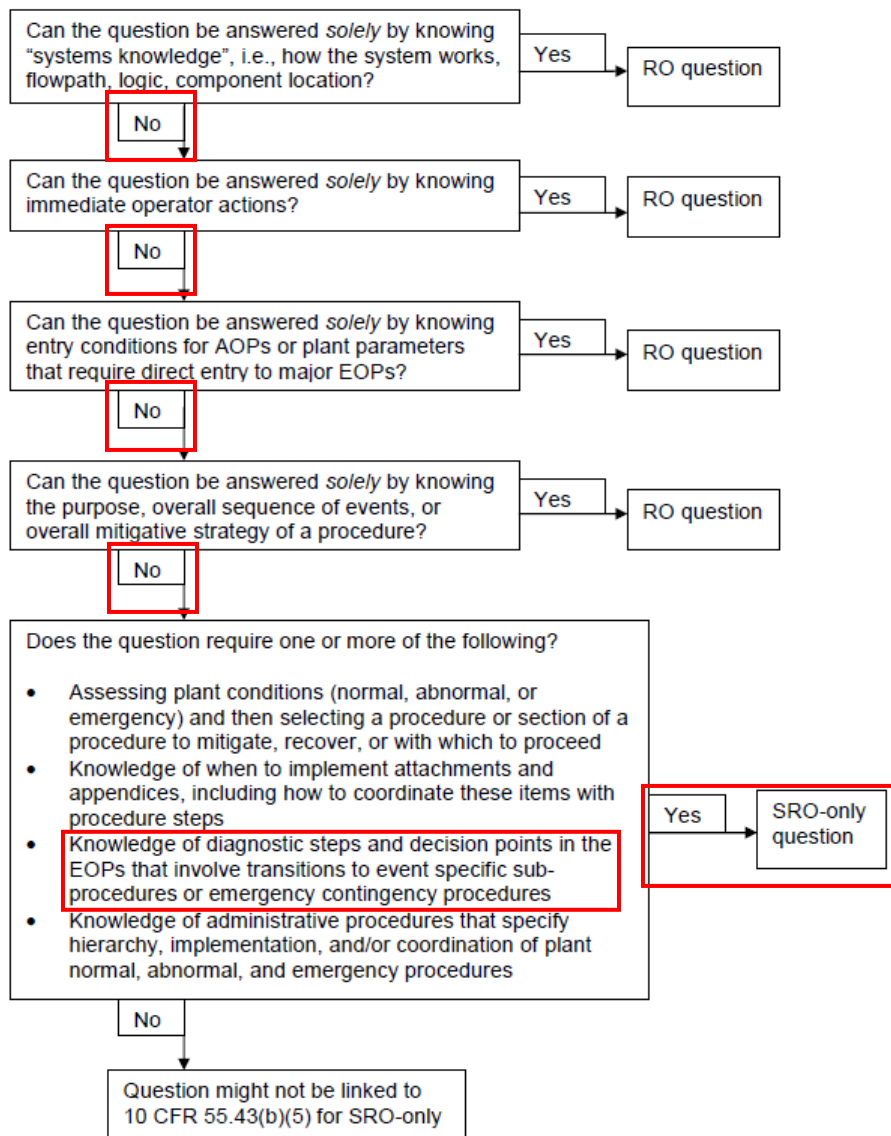 Can the question be answered solely by knowing
“systems knowledge”, i.e., how the system works,
flowpath, logic, component location?
Yes
RO question
No
Can the question be answered solely by knowing
immediate operator actions?
Yes
RO question
No
Can the question be answered solely by knowing
entry conditions for AOPs or plant parameters
that require direct entry to major EOPs?
Yes
RO question
No
Can the question be answered solely by knowing
the purpose, overall sequence of events, or
overall mitigative strategy of a procedure?
Yes
RO question
No
Does the question require one or more of the following?
• Assessing plant conditions (normal, abnormal, or
emergency) and then selecting a procedure or section of a
procedure to mitigate, recover, or with which to proceed
• Knowledge of when to implement attachments and
appendices, including how to coordinate these items with
procedure steps
• Knowledge of diagnostic steps and decision points in the
EOPs that involve transitions to event specific sub-
procedures or emergency contingency procedures
• Knowledge of administrative procedures that specify
hierarchy, implementation, and/or coordination of plant
normal, abnormal, and emergency procedures
Yes
SRO-only
question
No
Question might not be linked to
10 CFR 55.43(b)(5) for SRO-only